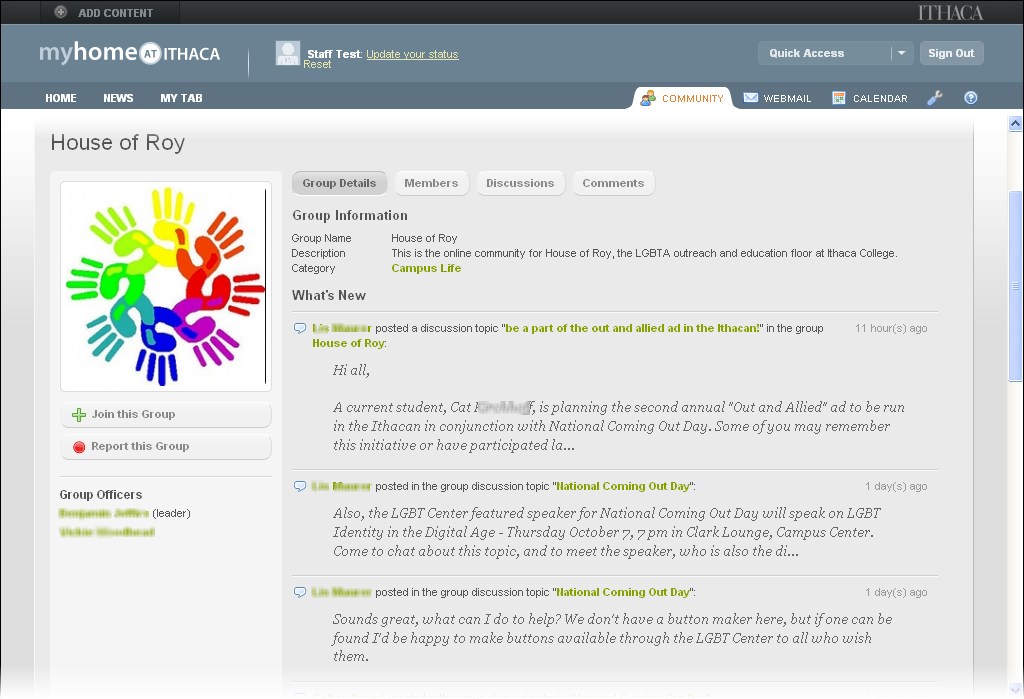 ADD CONTENT
ITHACA
myhome AT ITHACA
Staff Test: Update your status
Reset
Quick Access
Sign Out
HOME NEWS MY TAB
COMMUNITY WEBMAIL CALENDAR
House of Roy
Join this Group
Report this Group
Group Officers
(leader)
Group Details Members Discussions Comments
Group Information
Group Name House of Roy
Description This is the online community for House of Roy, the LGBTA outreach and education floor at Ithaca College.
Category Campus Life
What's New
posted a discussion topic "be a part of the out and allied ad in the Ithacan!" in the group 11 hour(s) ago
House of Roy:
Hi all,
A current student, Cat , is planning the second annual "Out and Allied" ad to be run
in the Ithacan in conjunction with National Coming Out Day. Some of you may remember
this initiative or have participated la...
posted in the group discussion topic "National Coming Out Day": 1 day(s) ago
Also, the LGBT Center featured speaker for National Coming Out Day will speak on LGBT
Identity in the Digital Age - Thursday October 7, 7 pm in Clark Lounge, Campus Center.
Come to chat about this topic, and to meet the speaker, who is also the di...
posted in the group discussion topic "National Coming Out Day": 1 day(s) ago
Sounds great, what can I do to help? We don't have a button maker here, but if one can be
found I'd be happy to make buttons available through the LGBT Center to all who wish
them.